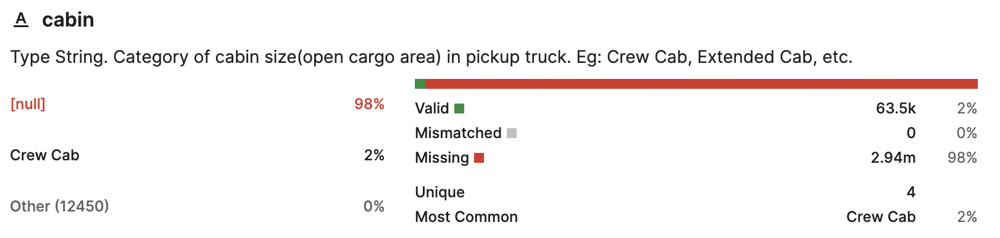 A cabin
Type String. Category of cabin size(open cargo area) in pickup truck. Eg: Crew Cab, Extended Cab, etc.
[null] 98%
Crew Cab 2%
Other (12450) 0%
Valid 63.5k 2%
Mismatched 0 0%
Missing 2.94m 98%
Unique 4
Most Common Crew Cab 2%